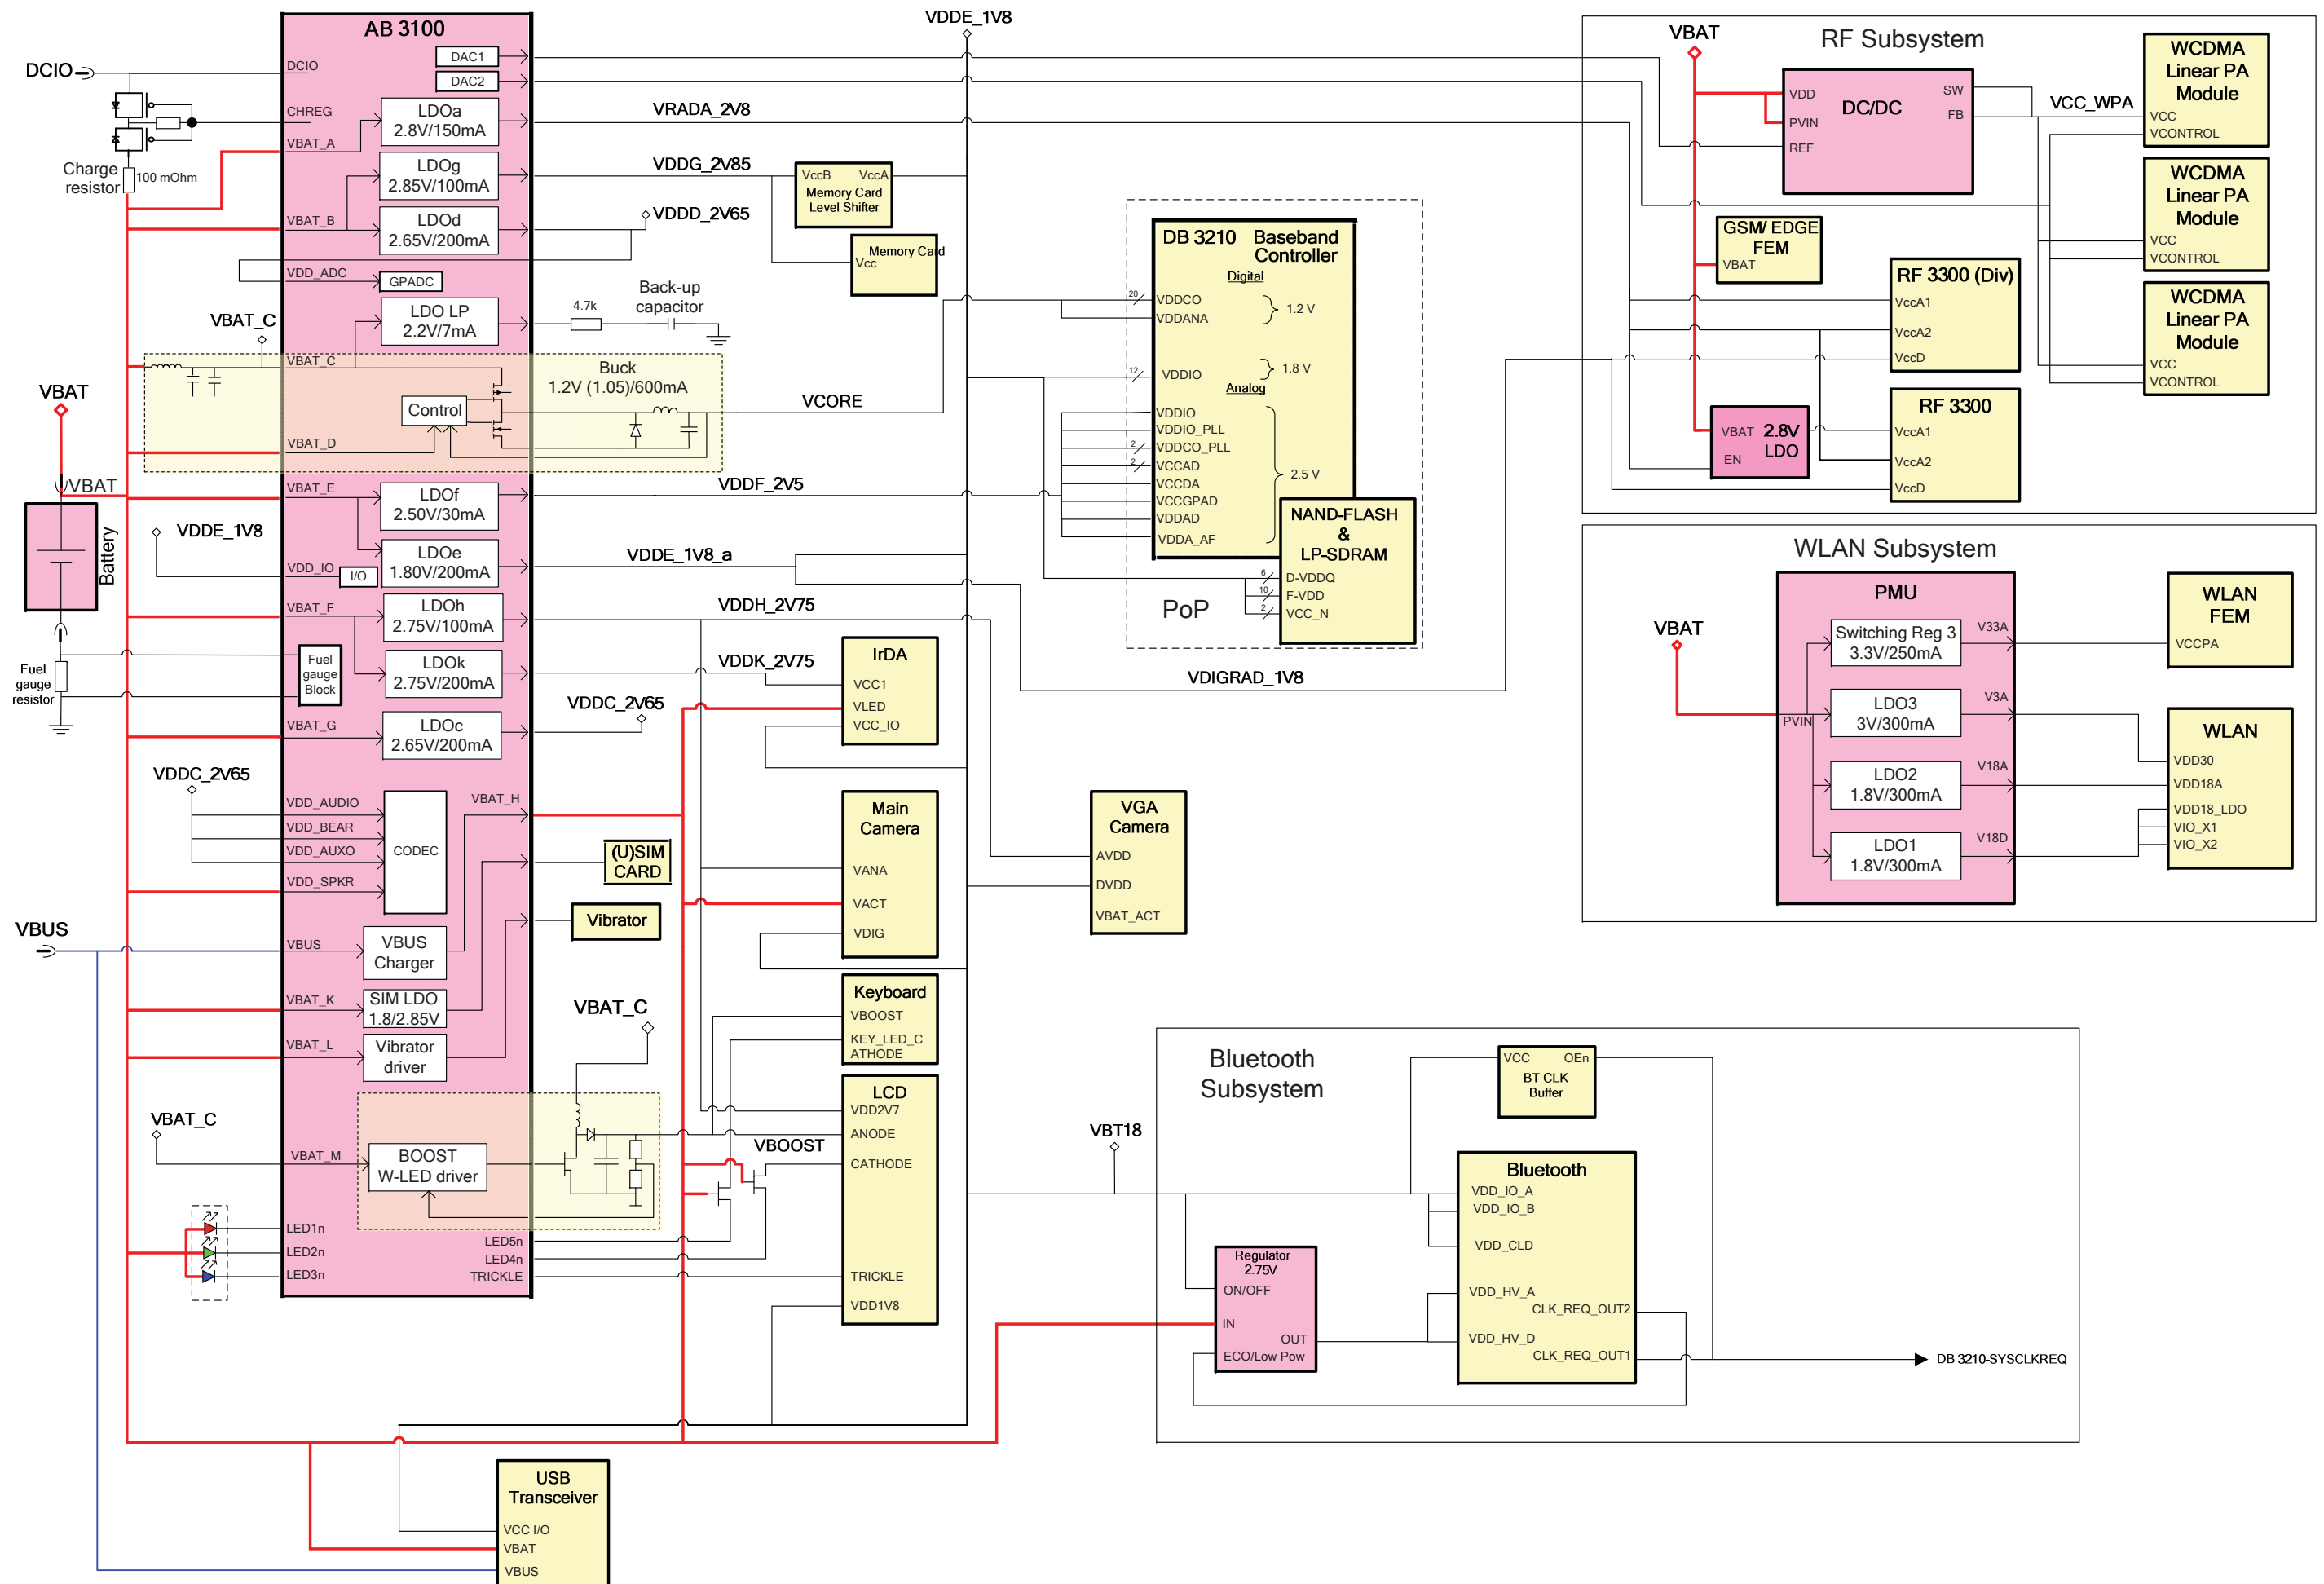 AB 3100
DCIO
DCIO
DAC1
DAC2
CHREG
LDOa
2.8V/150mA
VBAT_A
VRADA_2V8
Charge
resistor
100 mOhm
LDOg
2.85V/100mA
VDDG_2V85
VBAT_B
LDOd
2.65V/200mA
VDDD_2V65
VDD_ADC
GPADC
LDO LP
2.2V/7mA
4.7k
Back-up
capacitor
VBAT_C
VBAT_C
Buck
1.2V (1.05)/600mA
Control
VCORE
VBAT_D
VBAT
VBAT
Battery
VBAT_E
LDOf
2.50V/30mA
VDDF_2V5
VDDE_1V8
VDD_IO
I/O
LDOe
1.80V/200mA
VDDE_1V8_a
VBAT_F
LDOh
2.75V/100mA
VDDH_2V75
Fuel
gauge
resistor
Fuel
gauge
Block
LDOk
2.75V/200mA
VDDK_2V75
VBAT_G
LDOc
2.65V/200mA
VDDC_2V65
VDDC_2V65
VDD_AUDIO
VDD_BEAR
VDD_AUXO
VDD_SPKR
CODEC
VBAT_H
VBUS
VBUS
VBUS
Charger
VBAT_K
SIM LDO
1.8/2.85V
VBAT_L
Vibrator
driver
VBAT_C
VBAT_M
BOOST
W-LED driver
VBAT_C
VBOOST
LED1n
LED2n
LED3n
LED5n
LED4n
TRICKLE
(U)SIM
CARD
Vibrator
VDDE_1V8
VccB
VccA
Memory Card
Level Shifter
Memory Card
Vcc
IrDA
VCC1
VLED
VCC_IO
Main
Camera
VANA
VACT
VDIG
Keyboard
VBOOST
KEY_LED_C
ATHODE
LCD
VDD2V7
ANODE
CATHODE
TRICKLE
VDD1V8
USB
Transceiver
VCC I/O
VBAT
VBUS
DB 3210 Baseband
Controller
Digital
20
VDDCO
VDDANA
1.2 V
12
VDDIO
1.8 V
Analog
VDDIO
VDDIO_PLL
2
VDDCO_PLL
2
VCCAD
VCCDA
VCCGPAD
VDDAD
VDDA_AF
2.5 V
NAND-FLASH
&
LP-SDRAM
6
D-VDDQ
10
F-VDD
2
VCC_N
PoP
VDIGRAD_1V8
VGA
Camera
AVDD
DVDD
VBAT_ACT
RF Subsystem
VBAT
VDD
PVIN
REF
DC/DC
SW
FB
VCC_WPA
WCDMA
Linear PA
Module
VCC
VCONTROL
WCDMA
Linear PA
Module
VCC
VCONTROL
WCDMA
Linear PA
Module
VCC
VCONTROL
GSM/ EDGE
FEM
VBAT
RF 3300 (Div)
VccA1
VccA2
VccD
RF 3300
VccA1
VccA2
VccD
VBAT
2.8V
LDO
EN
WLAN Subsystem
VBAT
PMU
PVIN
Switching Reg 3
3.3V/250mA
V33A
LDO3
3V/300mA
V3A
LDO2
1.8V/300mA
V18A
LDO1
1.8V/300mA
V18D
WLAN
FEM
VCCPA
WLAN
VDD30
VDD18A
VDD18_LDO
VIO_X1
VIO_X2
Bluetooth
Subsystem
VBT18
VCC
OEn
BT CLK
Buffer
Bluetooth
VDD_IO_A
VDD_IO_B
VDD_CLD
VDD_HV_A
CLK_REQ_OUT2
VDD_HV_D
CLK_REQ_OUT1
Regulator
2.75V
ON/OFF
IN
OUT
ECO/Low Pow
DB 3210-SYSCLKREQ